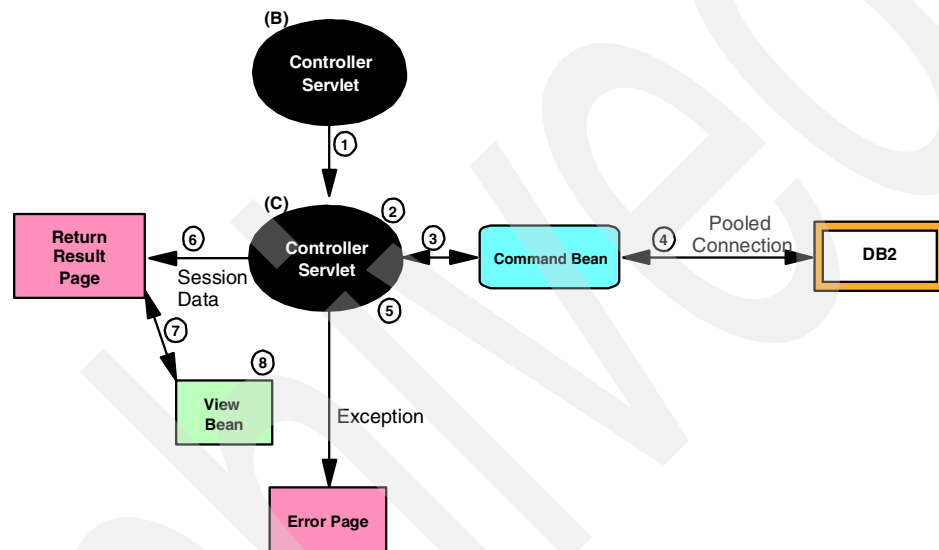 (B)
Controller
Servlet
1
(C)
2
Controller
Servlet
3
Command Bean
4
Pooled
Connection
DB2
5
6
Session
Data
Return
Result
Page
7
8
View
Bean
Exception
Error Page